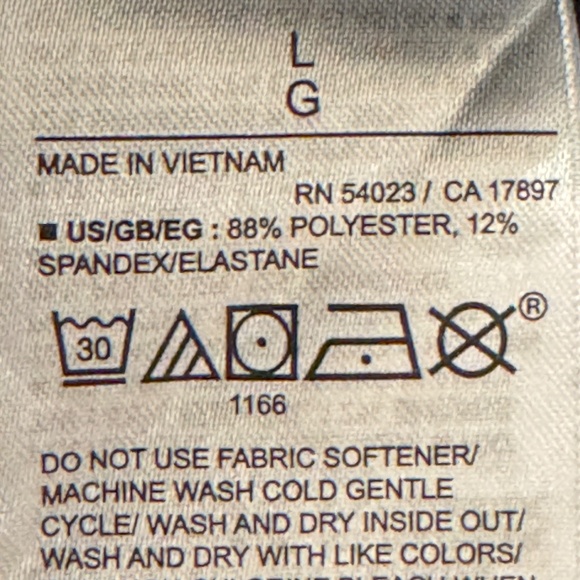 L
G
MADE IN VIETNAM
RN 54023 / CA 17897
US/GB/EG : 88% POLYESTER, 12%
SPANDEX/ELASTANE
30
®
1166
DO NOT USE FABRIC SOFTENER/
MACHINE WASH COLD GENTLE
CYCLE/ WASH AND DRY INSIDE OUT/
WASH AND DRY WITH LIKE COLORS/